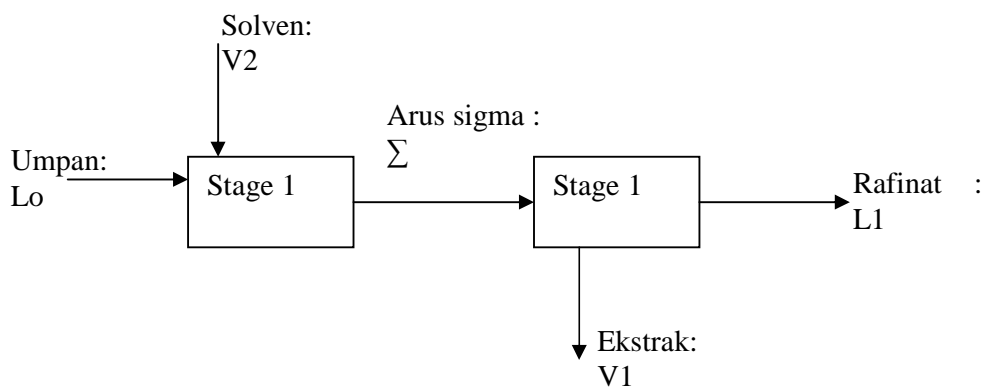 Solven:
V2
Arus sigma :
∑
Umpan:
Lo
Stage 1
Stage 1
Rafinat :
L1
Ekstrak:
V1